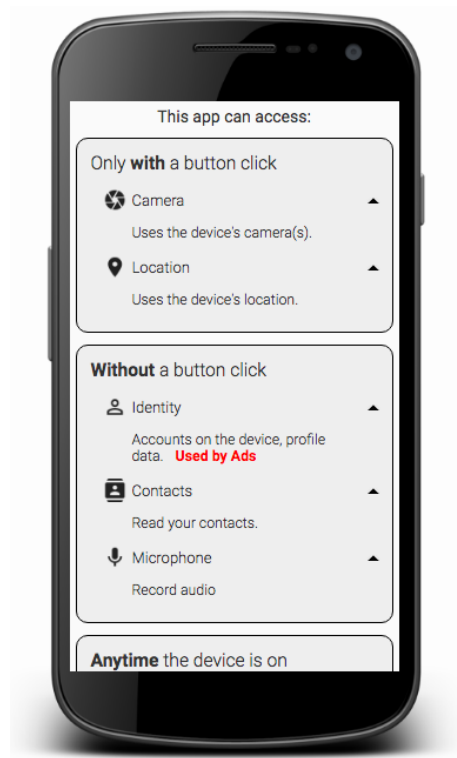 This app can access:
Only with a button click
Camera
Uses the device's camera(s).
Location
Uses the device's location.
Without a button click
Identity
Accounts on the device, profile
data. Used by Ads
Contacts
Read your contacts.
Microphone
Record audio
Anytime the device is on